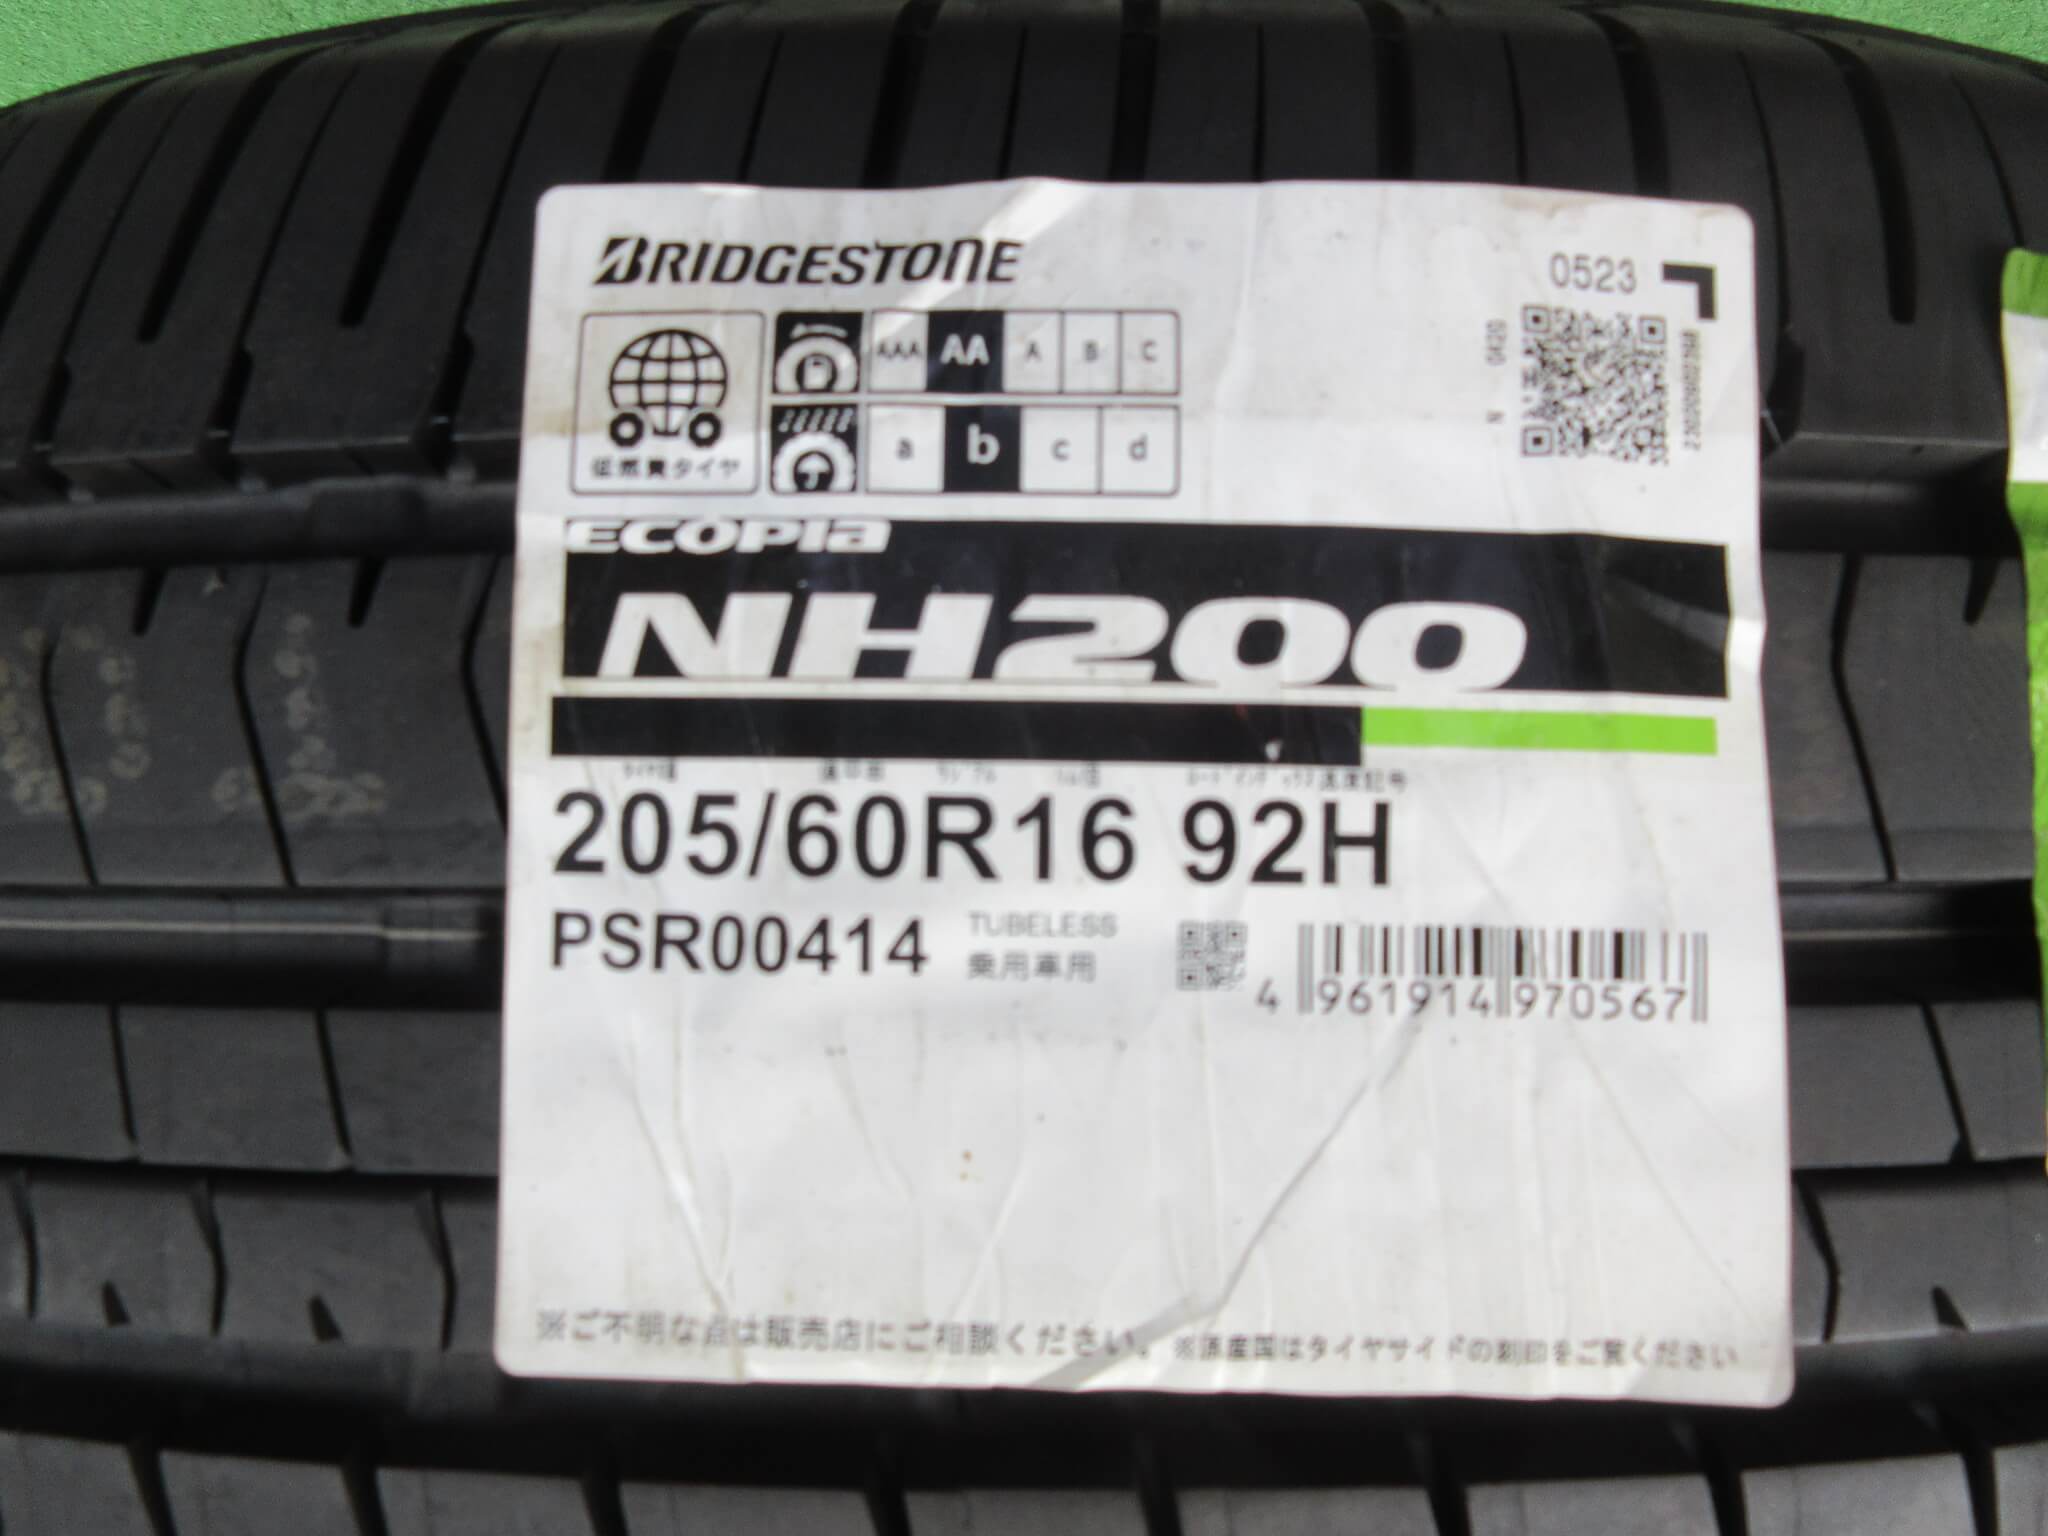 BRIDGESTONE
0523
低燃費タイヤ
AAA AA A B C
a b c d
ECOPIA
NH200
205/60R16 92H
PSR00414
TUBELESS
乗用車用
4 961914 970567
※ご不明な点は販売店にご相談ください。 ※原産国はタイヤサイドの刻印をご覧ください